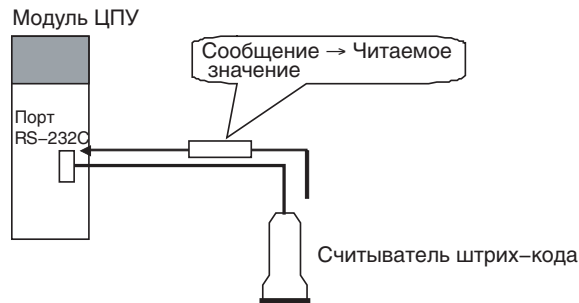 Модуль ЦПУ
Сообщение → Читаемое
значение
Порт
RS–232C
Считыватель штрих–кода